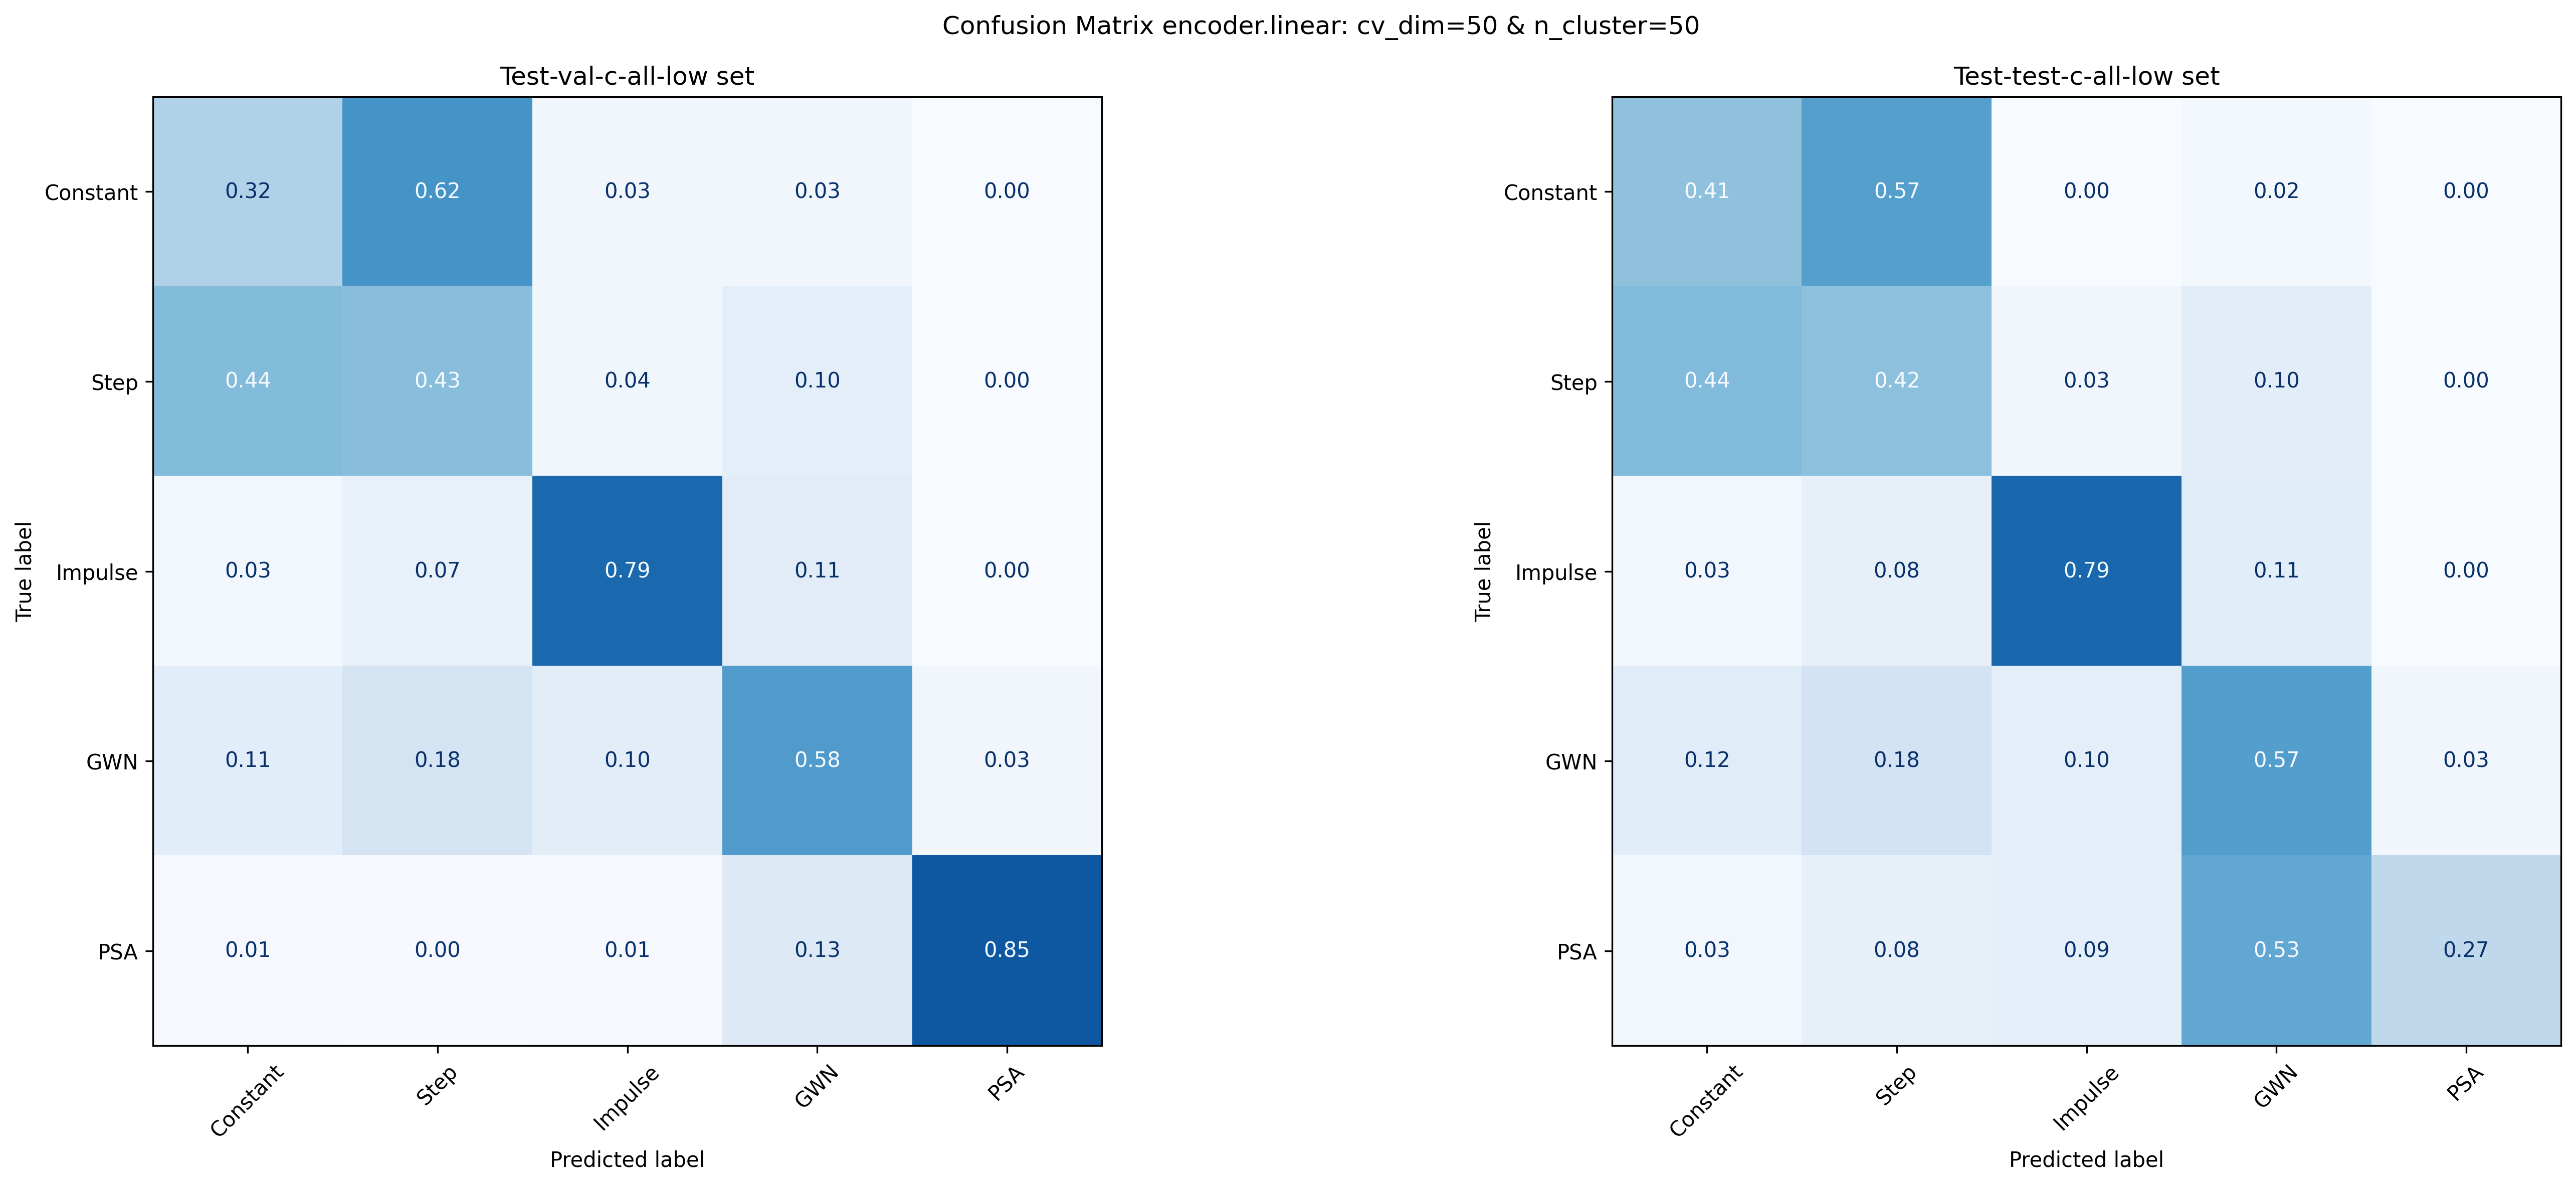 Confusion Matrix encoder.linear: cv_dim=50 & n_cluster=50
Test-val-c-all-low set
True label
Constant 0.32 0.62 0.03 0.03 0.00
Step 0.44 0.43 0.04 0.10 0.00
Impulse 0.03 0.07 0.79 0.11 0.00
GWN 0.11 0.18 0.10 0.58 0.03
PSA 0.01 0.00 0.01 0.13 0.85
Constant Step Impulse GWN PSA
Predicted label
Test-test-c-all-low set
True label
Constant 0.41 0.57 0.00 0.02 0.00
Step 0.44 0.42 0.03 0.10 0.00
Impulse 0.03 0.08 0.79 0.11 0.00
GWN 0.12 0.18 0.10 0.57 0.03
PSA 0.03 0.08 0.09 0.53 0.27
Constant Step Impulse GWN PSA
Predicted label